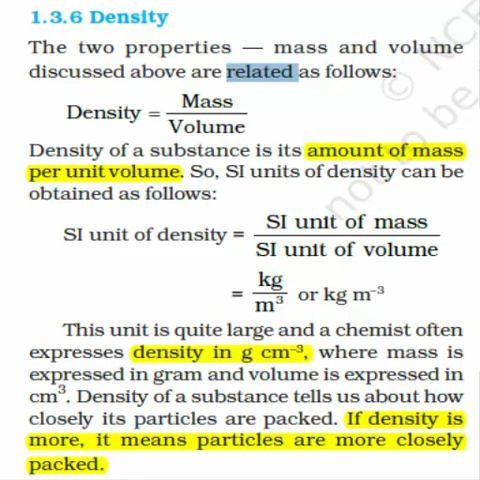 1.3.6 Density
The two properties — mass and volume
discussed above are related as follows:
Density = Mass / Volume
Density of a substance is its amount of mass
per unit volume. So, SI units of density can be
obtained as follows:
SI unit of density = SI unit of mass / SI unit of volume
= kg / m³ or kg m⁻³
This unit is quite large and a chemist often
expresses density in g cm⁻³, where mass is
expressed in gram and volume is expressed in
cm³. Density of a substance tells us about how
closely its particles are packed. If density is
more, it means particles are more closely
packed.
© NC
not to be